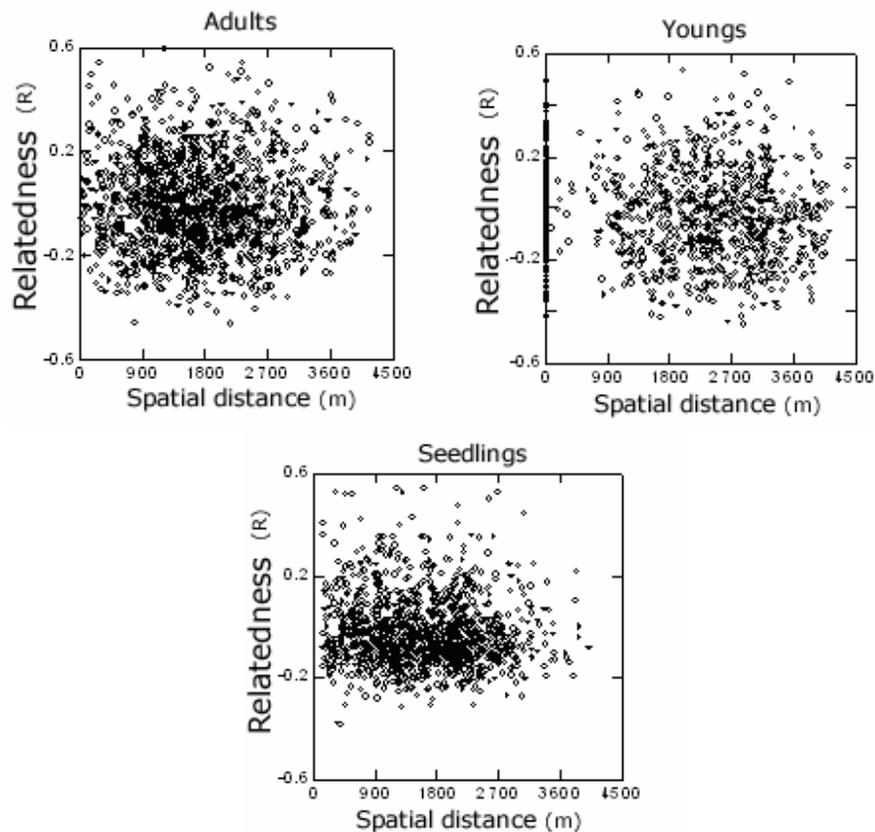 Adults
0.6
0.2
-0.2
-0.6
Relatedness (R)
0 900 1800 2700 3600 4500
Spatial distance (m)
Youngs
0.6
0.2
-0.2
-0.6
Relatedness (R)
0 900 1800 2700 3600 4500
Spatial distance (m)
Seedlings
0.6
0.2
-0.2
-0.6
Relatedness (R)
0 900 1800 2700 3600 4500
Spatial distance (m)